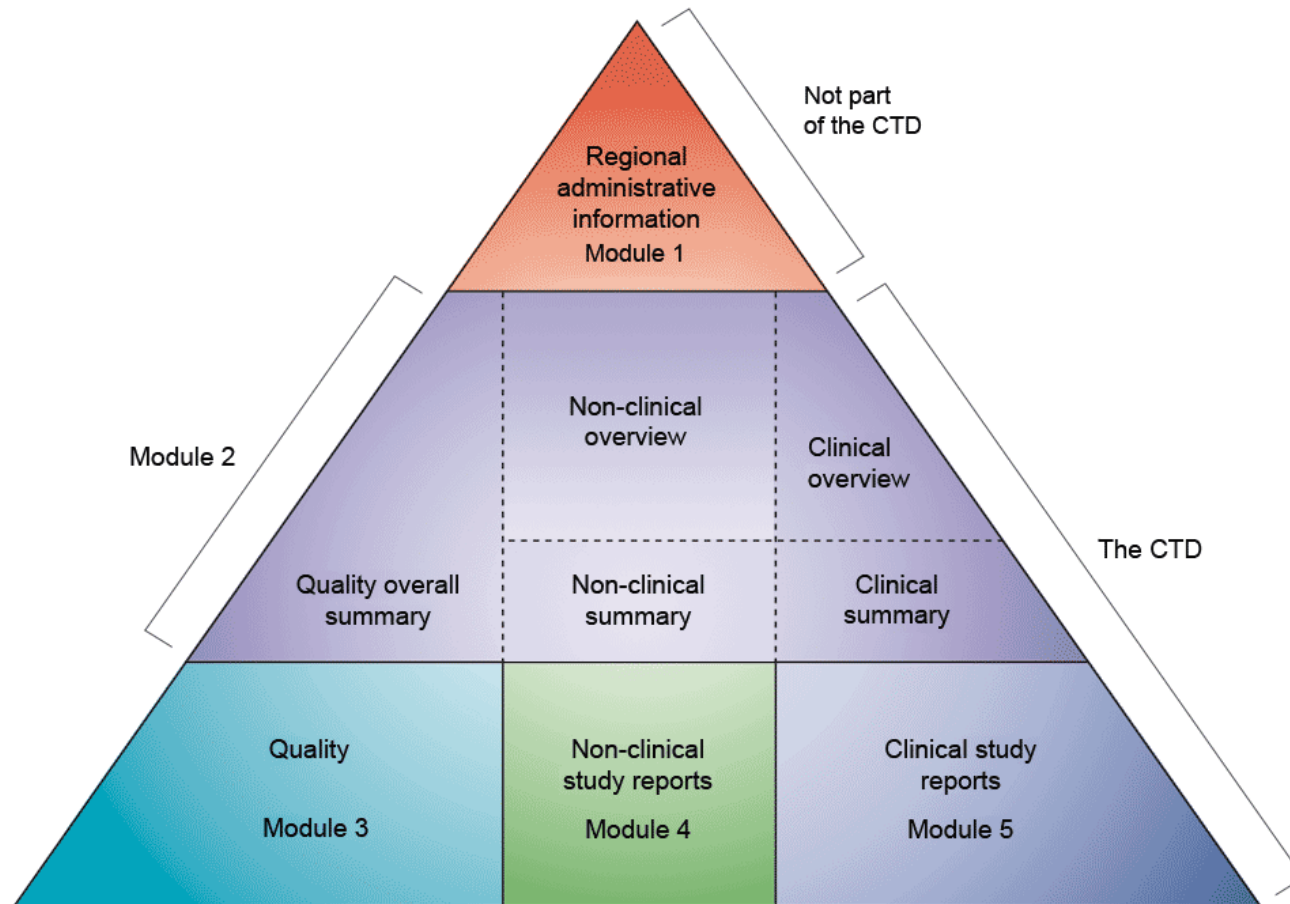 Not part
of the CTD
Regional
administrative
information
Module 1
Module 2
Non-clinical
overview
Clinical
overview
The CTD
Quality overall
summary
Non-clinical
summary
Clinical
summary
Quality
Module 3
Non-clinical
study reports
Module 4
Clinical study
reports
Module 5